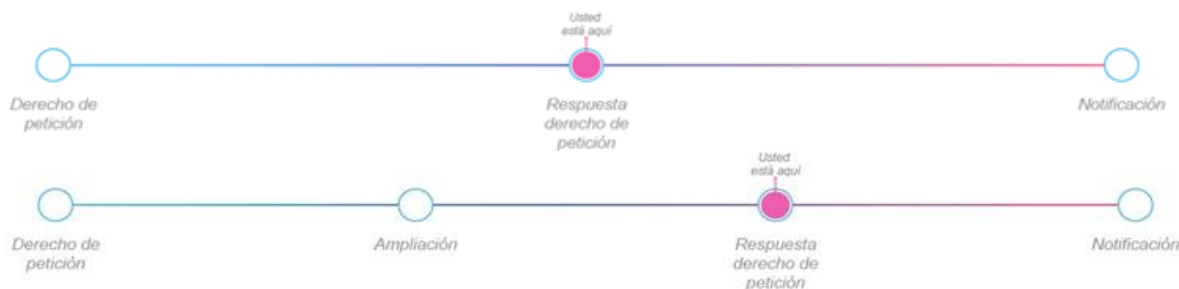 Usted
está aquí
Derecho de
petición
Respuesta
derecho de
petición
Notificación
Usted
está aquí
Derecho de
petición
Ampliación
Respuesta
derecho de
petición
Notificación